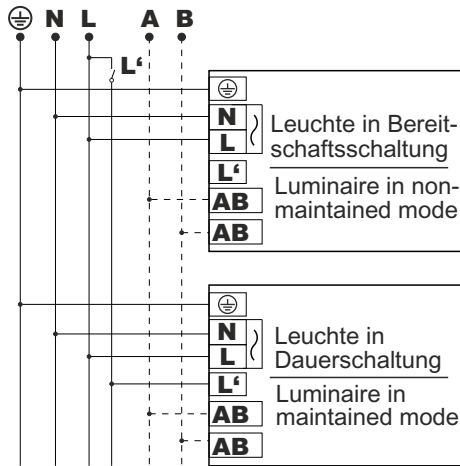 N L A B
L‘
N
L
L‘
AB
AB
Leuchte in Bereit-
schaftsschaltung
Luminaire in non-
maintained mode
N
L
L‘
AB
AB
Leuchte in
Dauerschaltung
Luminaire in
maintained mode